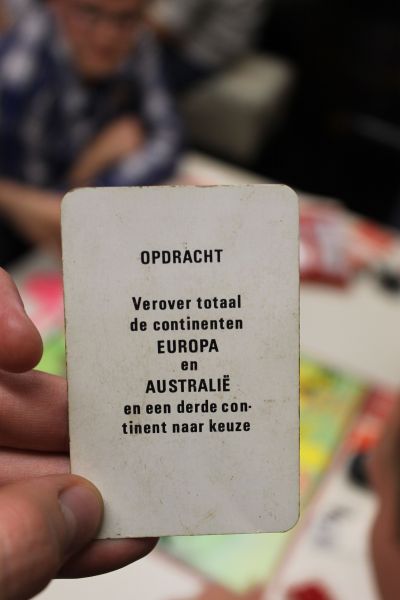 OPDRACHT
Verover totaal
de continenten
EUROPA
en
AUSTRALIË
en een derde con-
tinent naar keuze